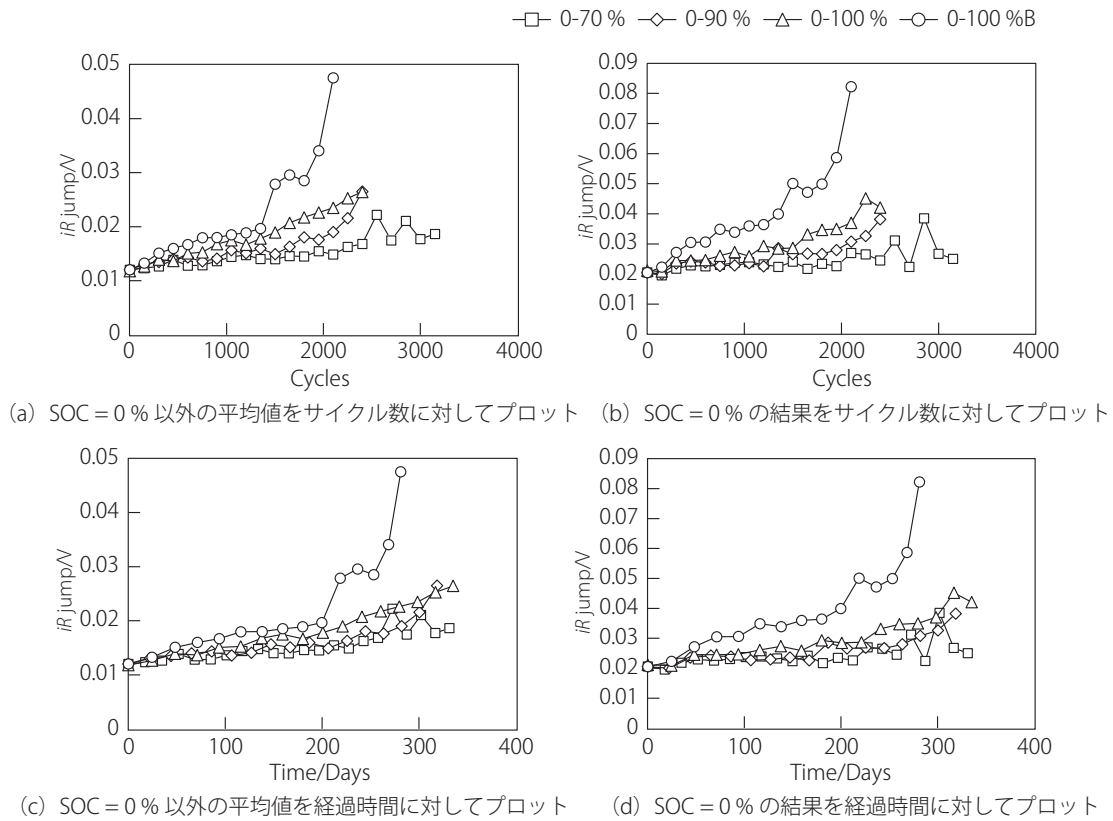 0-70 % 0-90 % 0-100 % 0-100 %B
0.05
0.04
0.03
0.02
0.01
0
iR jump/V
0 1000 2000 3000 4000
Cycles
(a) SOC = 0 % 以外の平均値をサイクル数に対してプロット
0.09
0.08
0.07
0.06
0.05
0.04
0.03
0.02
0.01
0
iR jump/V
0 1000 2000 3000 4000
Cycles
(b) SOC = 0 % の結果をサイクル数に対してプロット
0.05
0.04
0.03
0.02
0.01
0
iR jump/V
0 100 200 300 400
Time/Days
(c) SOC = 0 % 以外の平均値を経過時間に対してプロット
0.09
0.08
0.07
0.06
0.05
0.04
0.03
0.02
0.01
0
iR jump/V
0 100 200 300 400
Time/Days
(d) SOC = 0 % の結果を経過時間に対してプロット